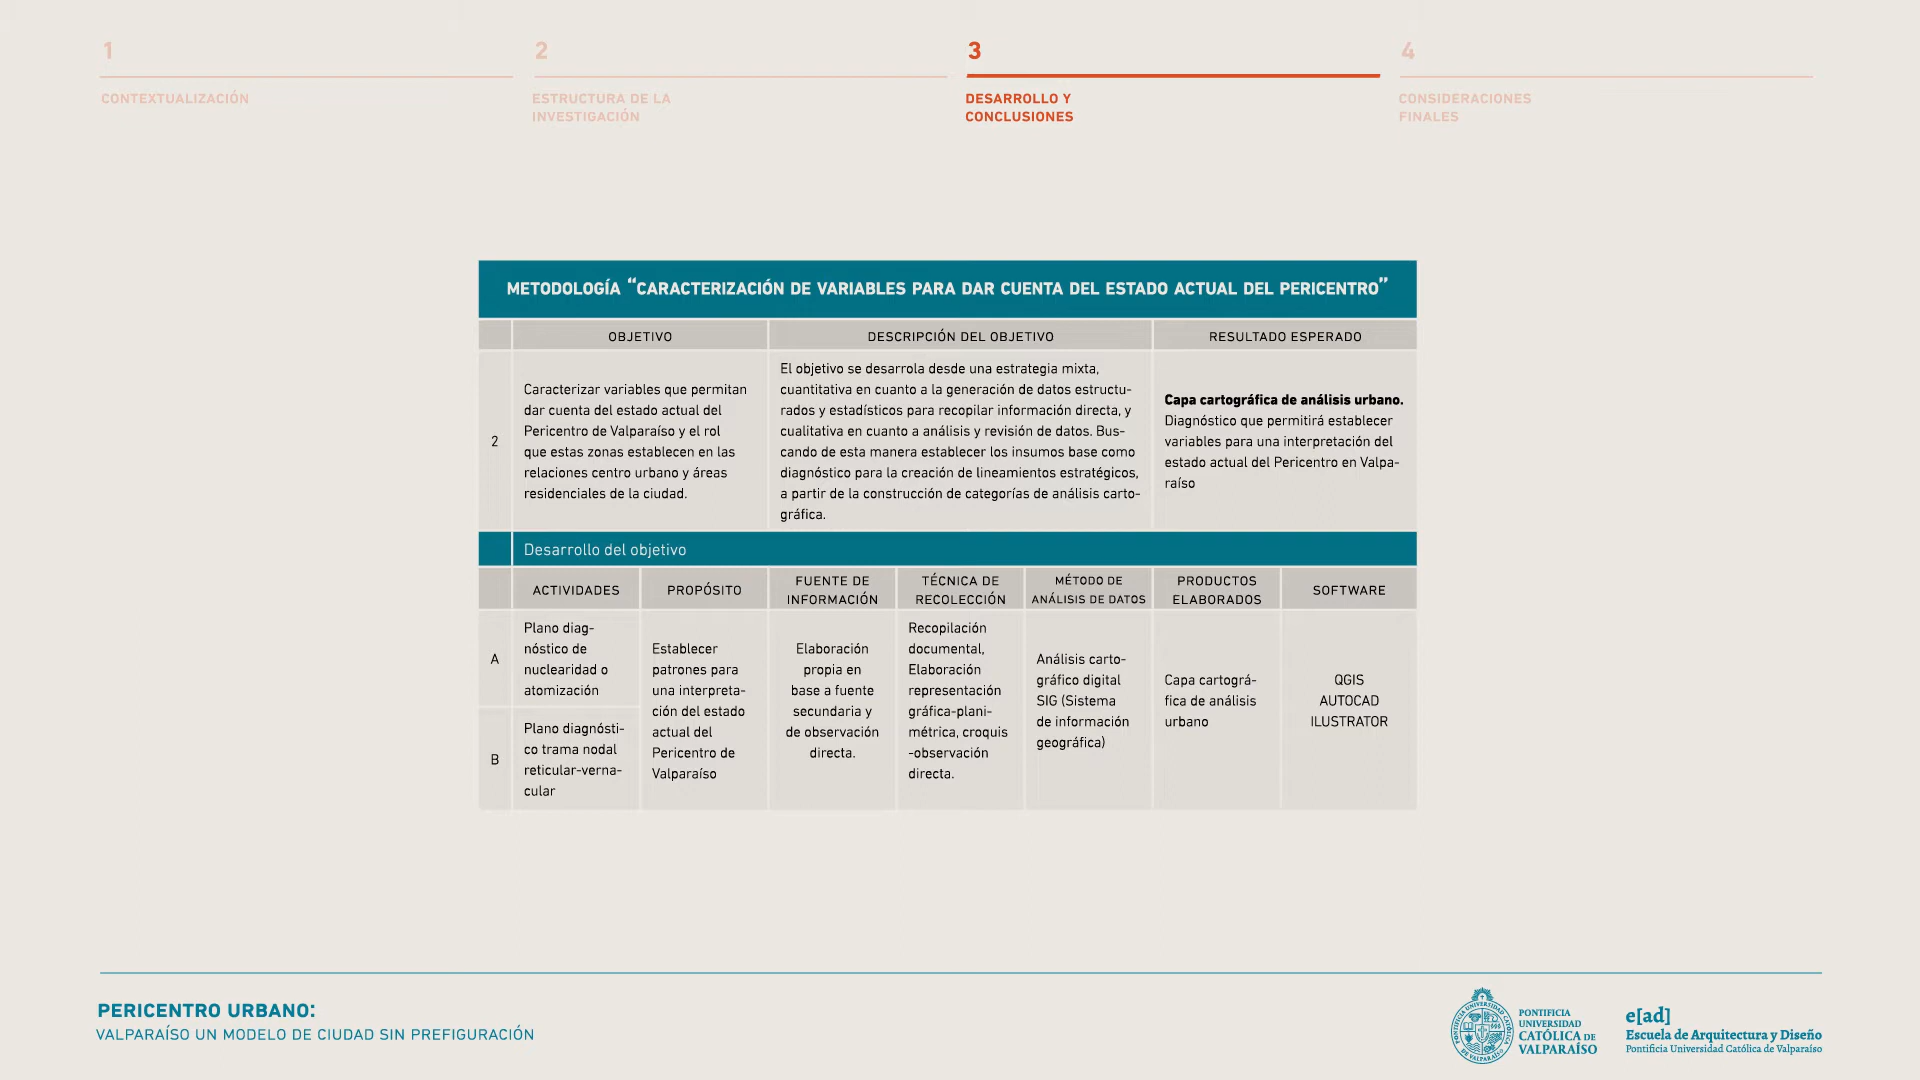 1
CONTEXTUALIZACIÓN
2
ESTRUCTURA DE LA
INVESTIGACIÓN
3
DESARROLLO Y
CONCLUSIONES
4
CONSIDERACIONES
FINALES
METODOLOGÍA “CARACTERIZACIÓN DE VARIABLES PARA DAR CUENTA DEL ESTADO ACTUAL DEL PERICENTRO”
OBJETIVO
DESCRIPCIÓN DEL OBJETIVO
RESULTADO ESPERADO
2
Caracterizar variables que permitan
dar cuenta del estado actual del
Pericentro de Valparaíso y el rol
que estas zonas establecen en las
relaciones centro urbano y áreas
residenciales de la ciudad.
El objetivo se desarrola desde una estrategia mixta,
cuantitativa en cuanto a la generación de datos estructu-
rados y estadísticos para recopilar información directa, y
cualitativa en cuanto a análisis y revisión de datos. Bus-
cando de esta manera establecer los insumos base como
diagnóstico para la creación de lineamientos estratégicos,
a partir de la construcción de categorías de análisis carto-
gráfica.
Capa cartográfica de análisis urbano.
Diagnóstico que permitirá establecer
variables para una interpretación del
estado actual del Pericentro en Valpa-
raíso
Desarrollo del objetivo
ACTIVIDADES
PROPÓSITO
FUENTE DE
INFORMACIÓN
TÉCNICA DE
RECOLECCIÓN
MÉTODO DE
ANÁLISIS DE DATOS
PRODUCTOS
ELABORADOS
SOFTWARE
A
Plano diag-
nóstico de
nuclearidad o
atomización
B
Plano diagnósti-
co trama nodal
reticular-verna-
cular
Establecer
patrones para
una interpreta-
ción del estado
actual del
Pericentro de
Valparaíso
Elaboración
propia en
base a fuente
secundaria y
de observación
directa.
Recopilación
documental,
Elaboración
representación
gráfica-plani-
métrica, croquis
-observación
directa.
Análisis carto-
gráfico digital
SIG (Sistema
de información
geográfica)
Capa cartográ-
fica de análisis
urbano
QGIS
AUTOCAD
ILUSTRATOR
PERICENTRO URBANO:
VALPARAÍSO UN MODELO DE CIUDAD SIN PREFIGURACIÓN
PONTIFICIA
UNIVERSIDAD
CATÓLICA DE
VALPARAÍSO
e[ad]
Escuela de Arquitectura y Diseño
Pontificia Universidad Católica de Valparaíso